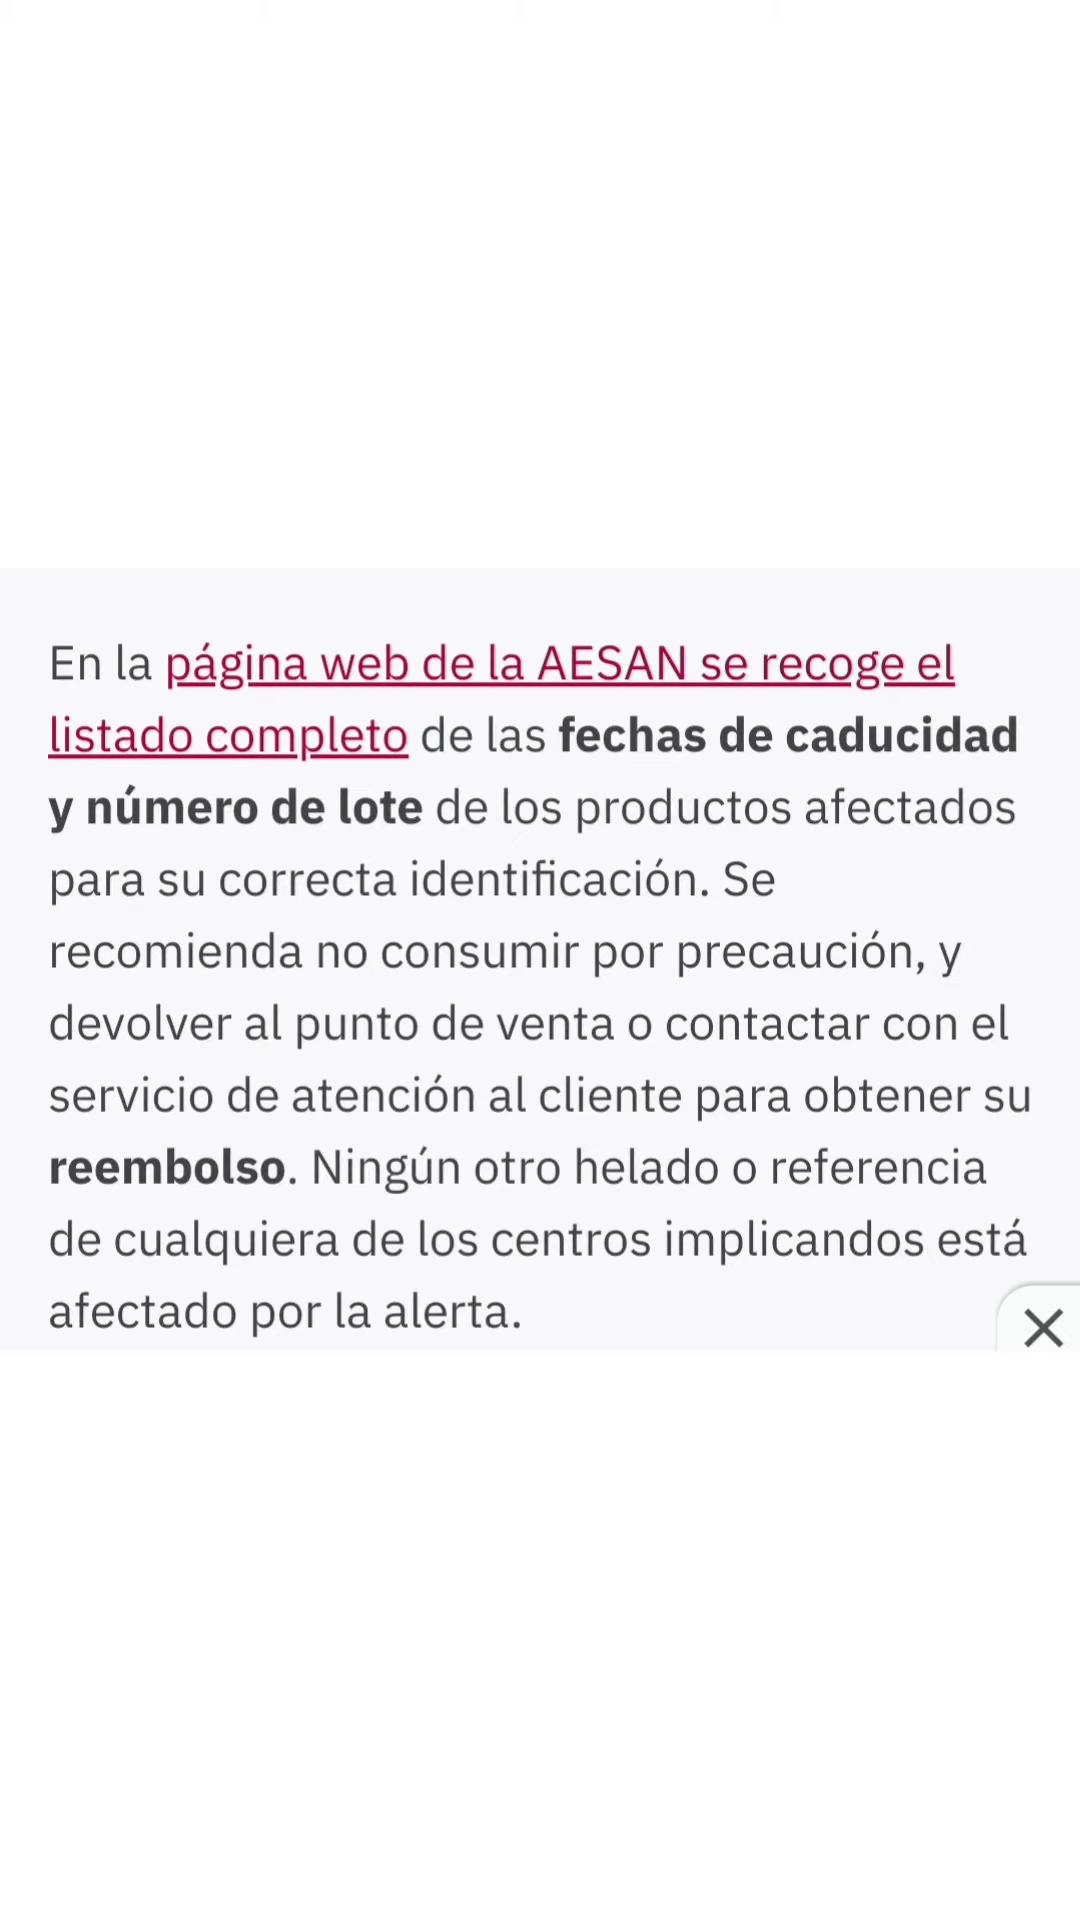 En la página web de la AESAN se recoge el
listado completo de las fechas de caducidad
y número de lote de los productos afectados
para su correcta identificación. Se
recomienda no consumir por precaución, y
devolver al punto de venta o contactar con el
servicio de atención al cliente para obtener su
reembolso. Ningún otro helado o referencia
de cualquiera de los centros implicandos está
afectado por la alerta.